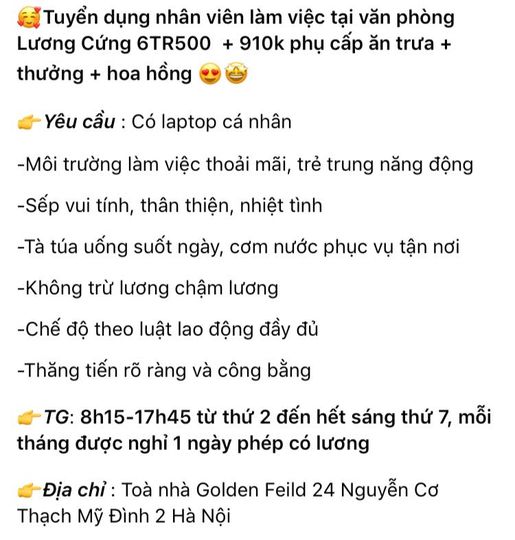 🥰Tuyển dụng nhân viên làm việc tại văn phòng
Lương Cứng 6TR500 + 910k phụ cấp ăn trưa +
thưởng + hoa hồng 😍🤩
👉Yêu cầu : Có laptop cá nhân
-Môi trường làm việc thoải mãi, trẻ trung năng động
-Sếp vui tính, thân thiện, nhiệt tình
-Tà túa uống suốt ngày, cơm nước phục vụ tận nơi
-Không trừ lương chậm lương
-Chế độ theo luật lao động đầy đủ
-Thăng tiến rõ ràng và công bằng
👉TG: 8h15-17h45 từ thứ 2 đến hết sáng thứ 7, mỗi
tháng được nghỉ 1 ngày phép có lương
👉Địa chỉ : Toà nhà Golden Feild 24 Nguyễn Cơ
Thạch Mỹ Đình 2 Hà Nội